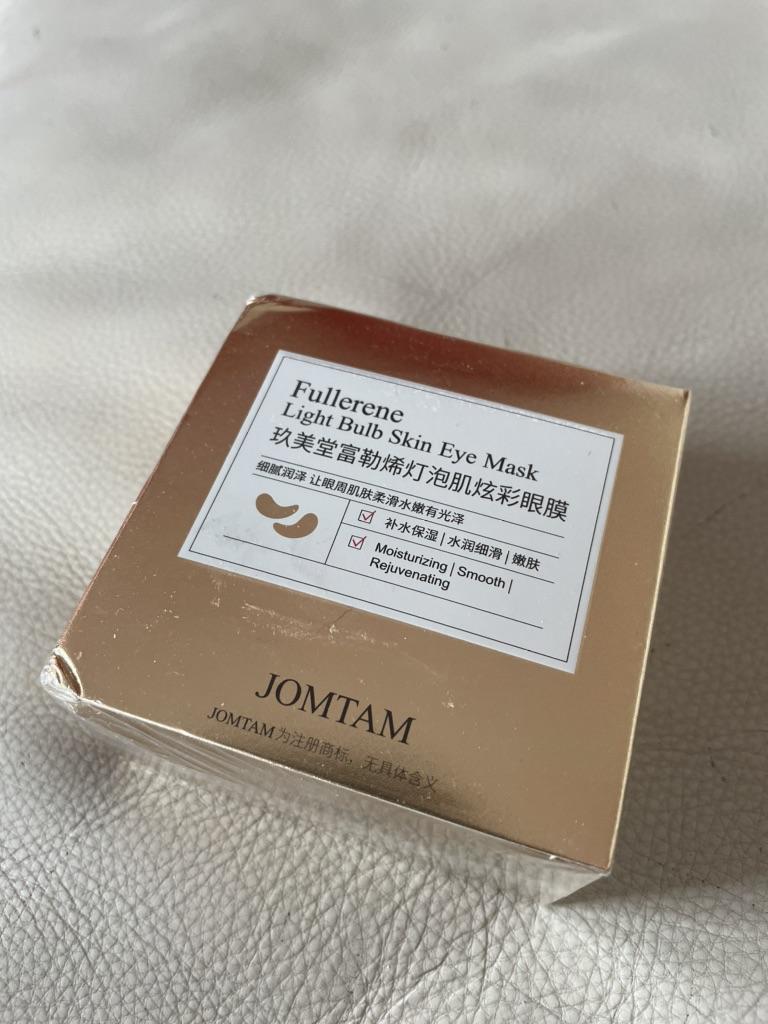 Fullerene
Light Bulb Skin Eye Mask
玖美堂富勒烯灯泡肌炫彩眼膜
细腻润泽 让眼周肌肤柔滑水嫩有光泽
补水保湿 | 水润细滑 | 嫩肤
Moisturizing | Smooth |
Rejuvenating
JOMTAM
JOMTAM为注册商标，无具体含义